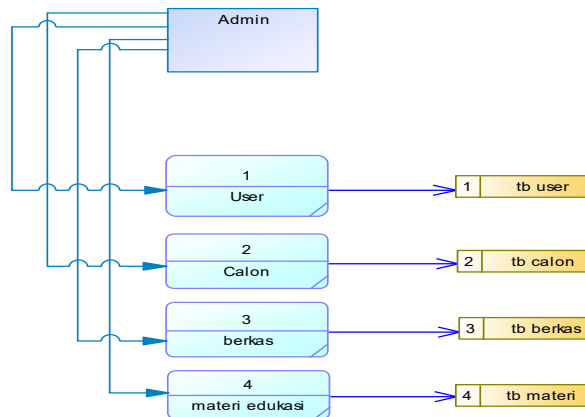 Admin
1
User
1 tb user
2
Calon
2 tb calon
3
berkas
3 tb berkas
4
materi edukasi
4 tb materi